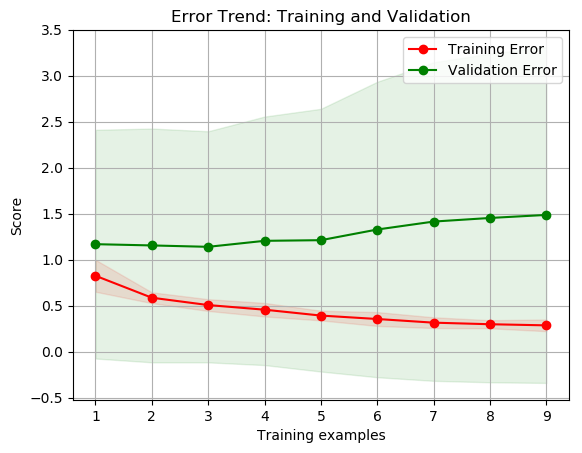 Error Trend: Training and Validation
3.5
3.0
2.5
2.0
1.5
1.0
0.5
0.0
−0.5
Score
Training Error
Validation Error
1 2 3 4 5 6 7 8 9
Training examples